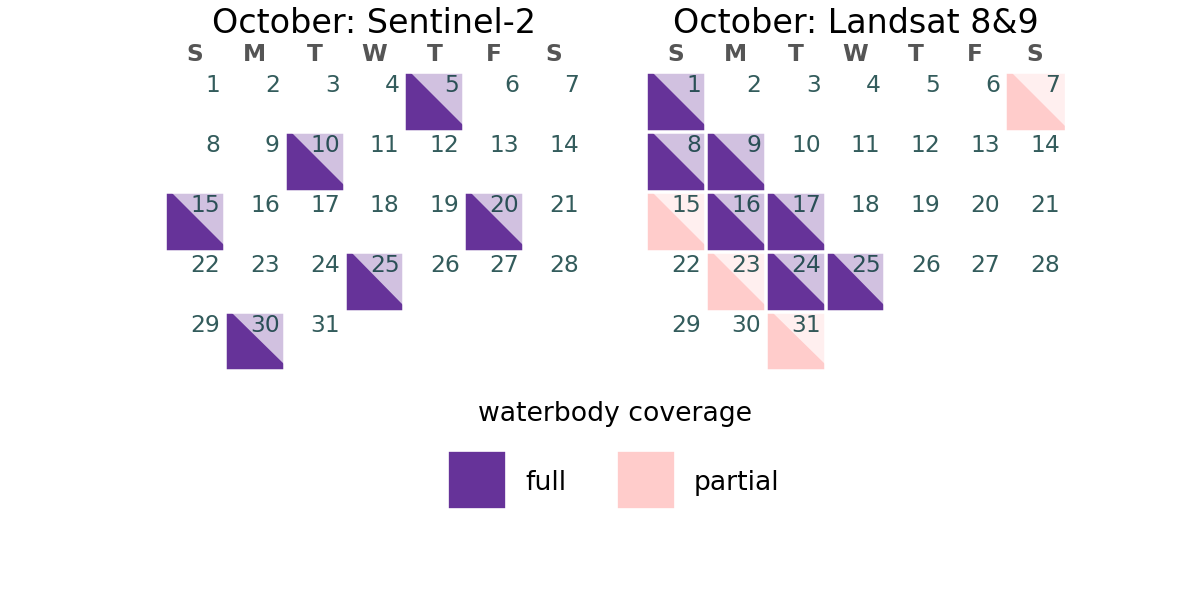 October: Sentinel-2
S M T W T F S
1 2 3 4 5 6 7
8 9 10 11 12 13 14
15 16 17 18 19 20 21
22 23 24 25 26 27 28
29 30 31
October: Landsat 8&9
S M T W T F S
1 2 3 4 5 6 7
8 9 10 11 12 13 14
15 16 17 18 19 20 21
22 23 24 25 26 27 28
29 30 31
waterbody coverage
full partial